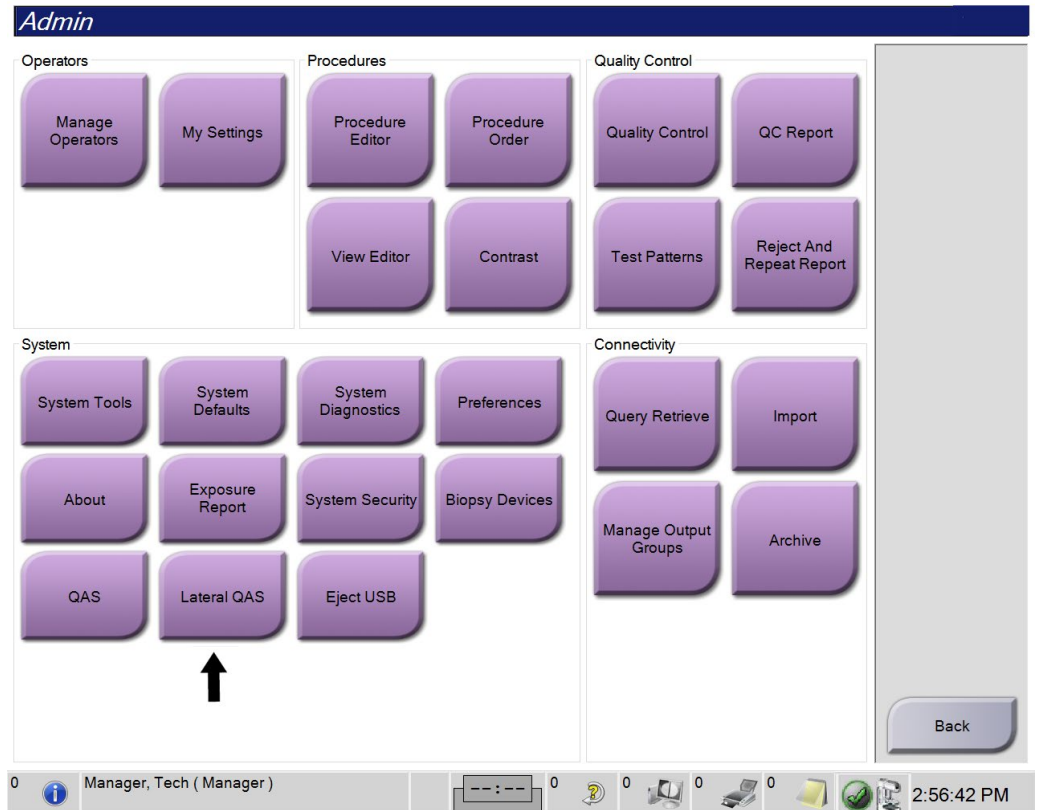 Admin
Operators
Manage
Operators
My Settings
Procedures
Procedure
Editor
Procedure
Order
View Editor
Contrast
Quality Control
Quality Control
QC Report
Test Patterns
Reject And
Repeat Report
System
System Tools
System
Defaults
System
Diagnostics
Preferences
About
Exposure
Report
System Security
Biopsy Devices
QAS
Lateral QAS
Eject USB
Connectivity
Query Retrieve
Import
Manage Output
Groups
Archive
Back
0
Manager, Tech ( Manager )
--:--
0
0
0
0
2:56:42 PM